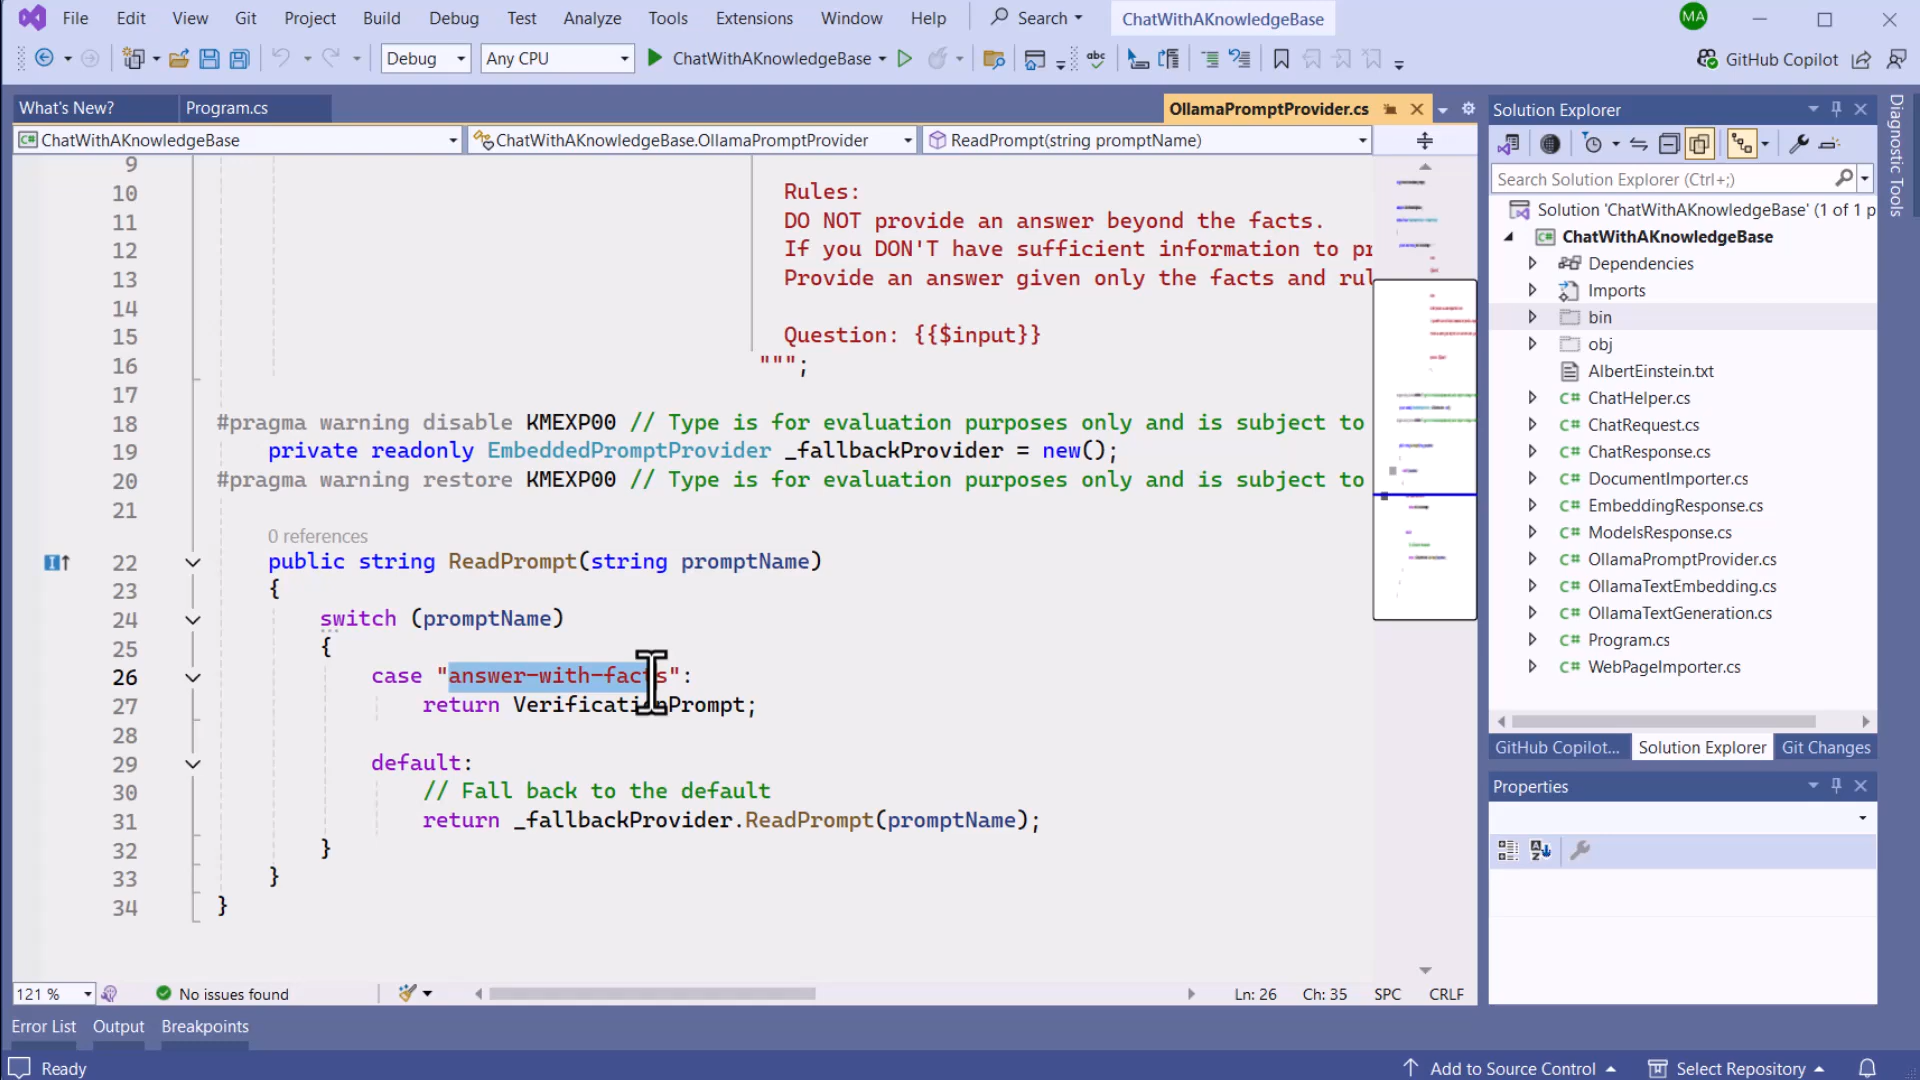 File Edit View Git Project Build Debug Test Analyze Tools Extensions Window Help Search ChatWithAKnowledgeBase MA
Debug Any CPU ChatWithAKnowledgeBase abc GitHub Copilot
What's New? Program.cs OllamaPromptProvider.cs
C# ChatWithAKnowledgeBase ChatWithAKnowledgeBase.OllamaPromptProvider ReadPrompt(string promptName)
9
10 Rules:
11 DO NOT provide an answer beyond the facts.
12 If you DON'T have sufficient information to pr
13 Provide an answer given only the facts and rul
14
15 Question: {{$input}}
16 """;
17
18 #pragma warning disable KMEXP00 // Type is for evaluation purposes only and is subject to
19 private readonly EmbeddedPromptProvider _fallbackProvider = new();
20 #pragma warning restore KMEXP00 // Type is for evaluation purposes only and is subject to
21
0 references
22 public string ReadPrompt(string promptName)
23 {
24 switch (promptName)
25 {
26 case "answer-with-facts":
27 return VerificationPrompt;
28
29 default:
30 // Fall back to the default
31 return _fallbackProvider.ReadPrompt(promptName);
32 }
33 }
34 }
121 % No issues found Ln: 26 Ch: 35 SPC CRLF
Error List Output Breakpoints
Ready Add to Source Control Select Repository
Solution Explorer
Search Solution Explorer (Ctrl+;)
Solution 'ChatWithAKnowledgeBase' (1 of 1 p
C# ChatWithAKnowledgeBase
Dependencies
Imports
bin
obj
AlbertEinstein.txt
C# ChatHelper.cs
C# ChatRequest.cs
C# ChatResponse.cs
C# DocumentImporter.cs
C# EmbeddingResponse.cs
C# ModelsResponse.cs
C# OllamaPromptProvider.cs
C# OllamaTextEmbedding.cs
C# OllamaTextGeneration.cs
C# Program.cs
C# WebPageImporter.cs
GitHub Copilot... Solution Explorer Git Changes
Properties
Diagnostic Tools